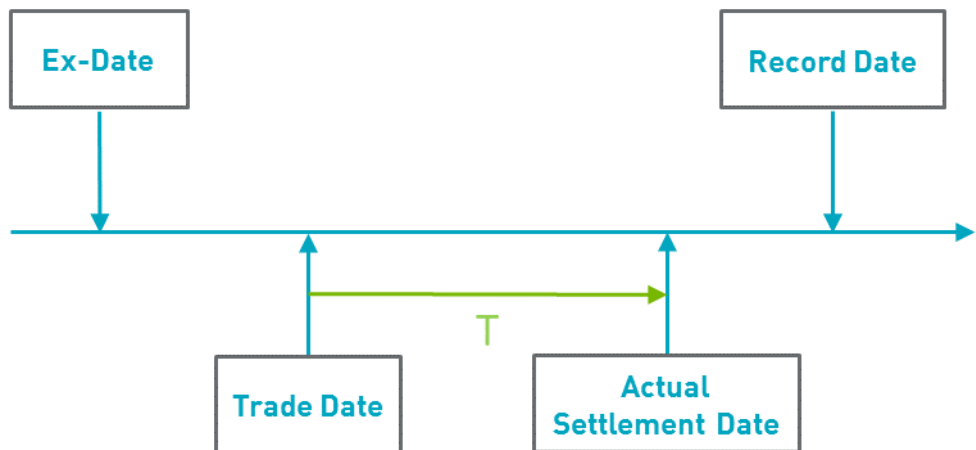 Ex-Date
Record Date
T
Trade Date
Actual
Settlement Date